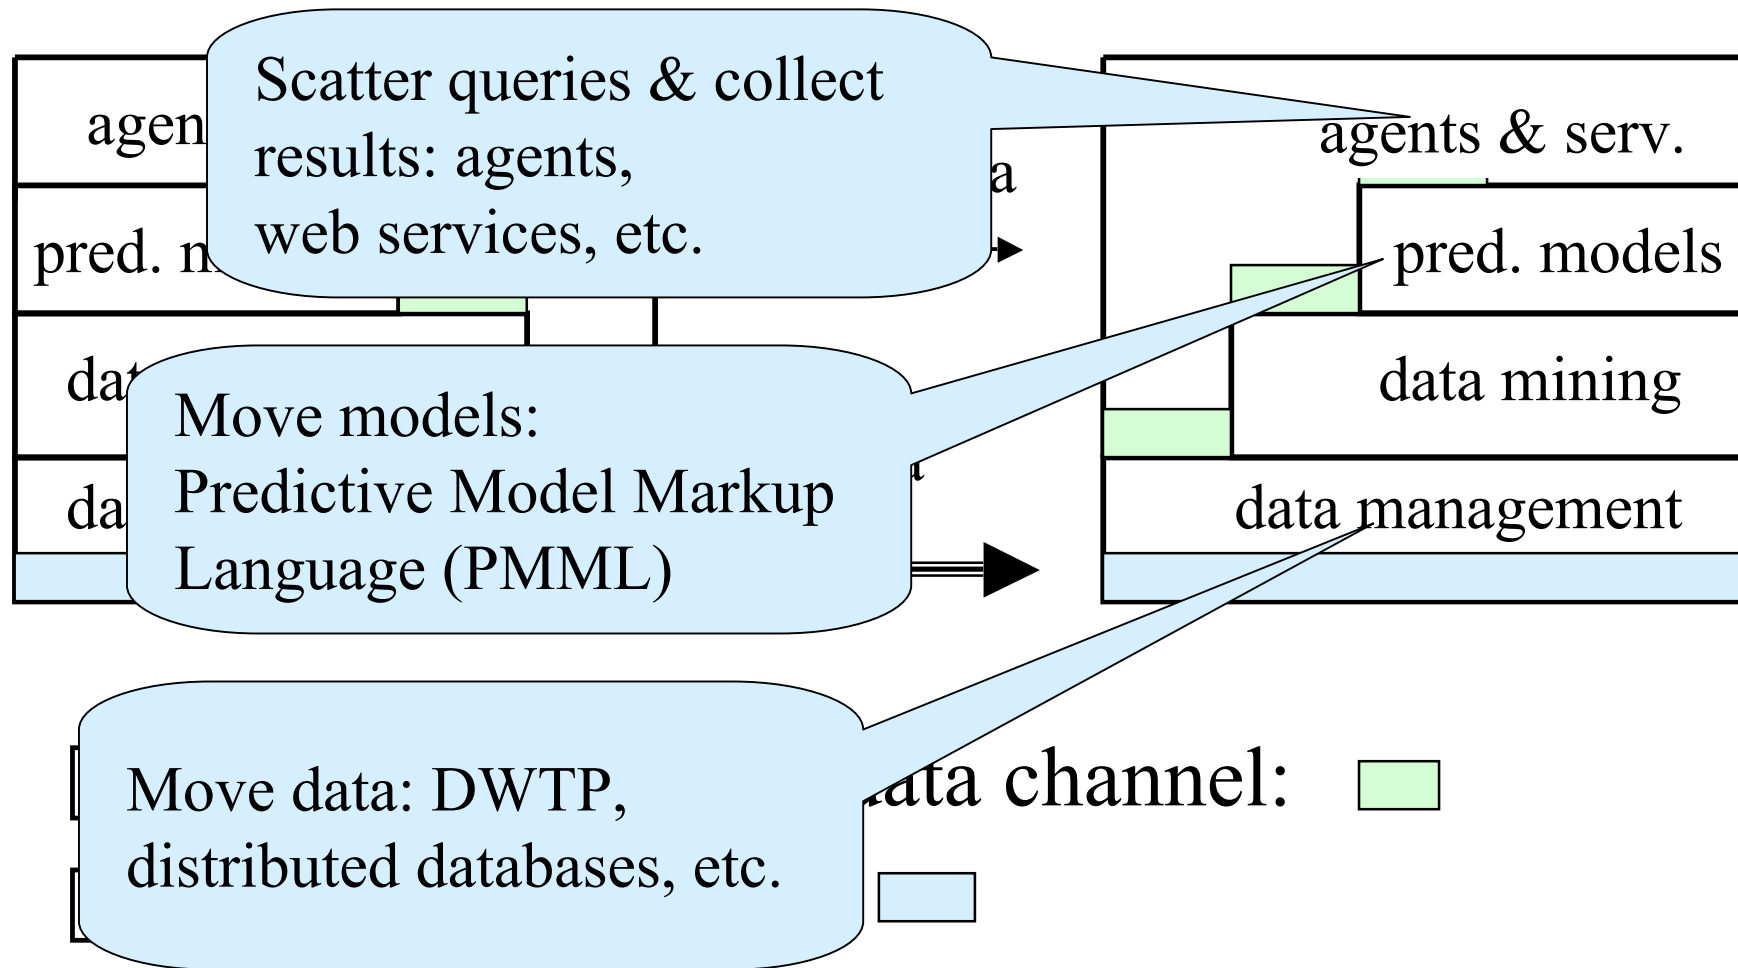 Scatter queries & collect
results: agents,
web services, etc.
agents & serv.
pred.
pred. models
data mining
Move models:
Predictive Model Markup
Language (PMML)
data management
Move data: DWTP,
distributed databases, etc.
channel: